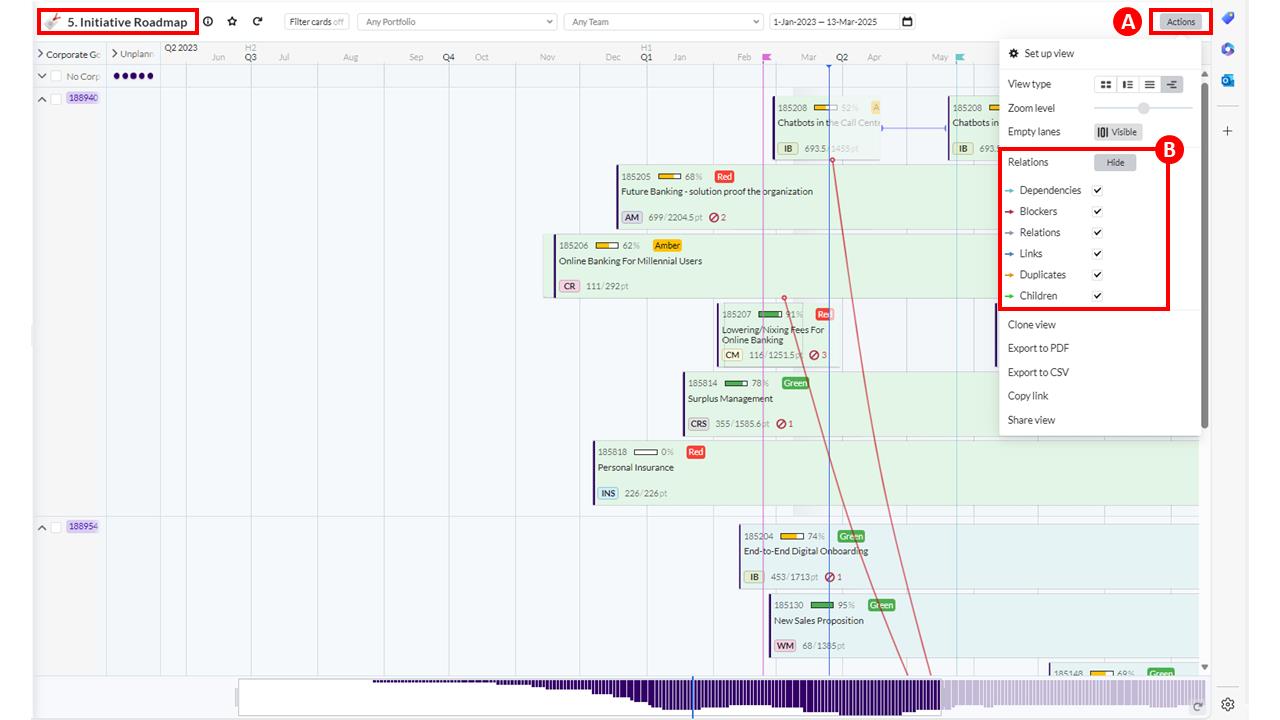 5. Initiative Roadmap
Filter cards off
Any Portfolio
Any Team
1-Jan-2023 — 13-Mar-2025
A
Actions
Corporate Gc
Unplann
Q2 2023
H2
H1
Jun
Q3
Jul
Aug
Sep
Q4
Oct
Nov
Dec
Q1
Jan
Feb
Mar
Q2
Apr
May
No Corp
Set up view
View type
Zoom level
Empty lanes
Visible
B
Relations
Hide
Dependencies
Blockers
Relations
Links
Duplicates
Children
Clone view
Export to PDF
Export to CSV
Copy link
Share view
188940
185208 52% A
Chatbots in the Call Cent
IB 693.5/1455pt
185208
Chatbots in
IB 693.
185205 68% Red
Future Banking - solution proof the organization
AM 699/2204.5pt 2
185206 62% Amber
Online Banking For Millennial Users
CR 111/292pt
185207 91% Red
Lowering/Nixing Fees For
Online Banking
CM 116/1251.5pt 3
185814 78% Green
Surplus Management
CRS 355/1585.6pt 1
185818 0% Red
Personal Insurance
INS 226/226pt
188954
185204 74% Green
End-to-End Digital Onboarding
IB 453/1713pt 1
185130 95% Green
New Sales Proposition
WM 68/1385pt
185148 69% Green